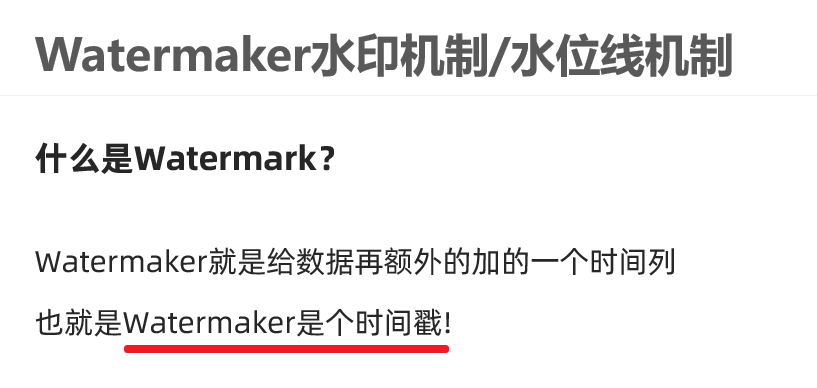 Watermaker水印机制/水位线机制
什么是Watermark？
Watermaker就是给数据再额外的加的一个时间列
也就是Watermaker是个时间戳!